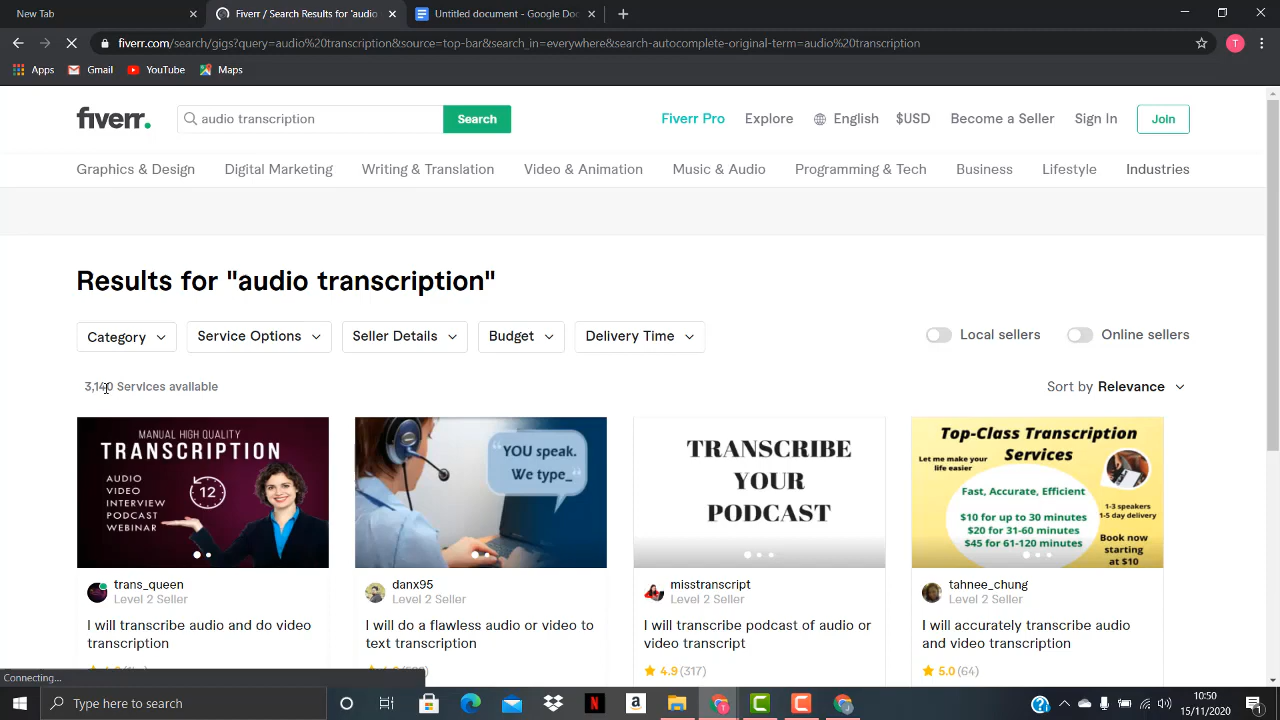 New Tab
Fiverr / Search Results for 'audio
Untitled document - Google Doc
fiverr.com/search/gigs?query=audio%20transcription&source=top-bar&search_in=everywhere&search-autocomplete-original-term=audio%20transcription
T
Apps
Gmail
YouTube
Maps
fiverr.
audio transcription
Search
Fiverr Pro
Explore
English
$USD
Become a Seller
Sign In
Join
Graphics & Design
Digital Marketing
Writing & Translation
Video & Animation
Music & Audio
Programming & Tech
Business
Lifestyle
Industries
Results for "audio transcription"
Category
Service Options
Seller Details
Budget
Delivery Time
Local sellers
Online sellers
3,140 Services available
Sort by Relevance
MANUAL HIGH QUALITY
TRANSCRIPTION
AUDIO
VIDEO
INTERVIEW
PODCAST
WEBINAR
12
YOU speak.
We type_
TRANSCRIBE
YOUR
PODCAST
Top-Class Transcription
Services
Let me make your
life easier
Fast, Accurate, Efficient
$10 for up to 30 minutes
$20 for 31-60 minutes
$45 for 61-120 minutes
1-3 speakers
1-5 day delivery
Book now
starting
at $10
trans_queen
Level 2 Seller
I will transcribe audio and do video
transcription
danx95
Level 2 Seller
I will do a flawless audio or video to
text transcription
misstranscript
Level 2 Seller
I will transcribe podcast of audio or
video transcript
4.9 (317)
tahnee_chung
Level 2 Seller
I will accurately transcribe audio
and video transcription
5.0 (64)
Connecting...
Type here to search
10:50
15/11/2020